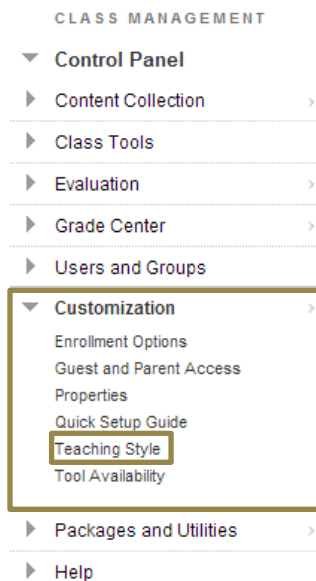 CLASS MANAGEMENT
Control Panel
Content Collection
Class Tools
Evaluation
Grade Center
Users and Groups
Customization
Enrollment Options
Guest and Parent Access
Properties
Quick Setup Guide
Teaching Style
Tool Availability
Packages and Utilities
Help